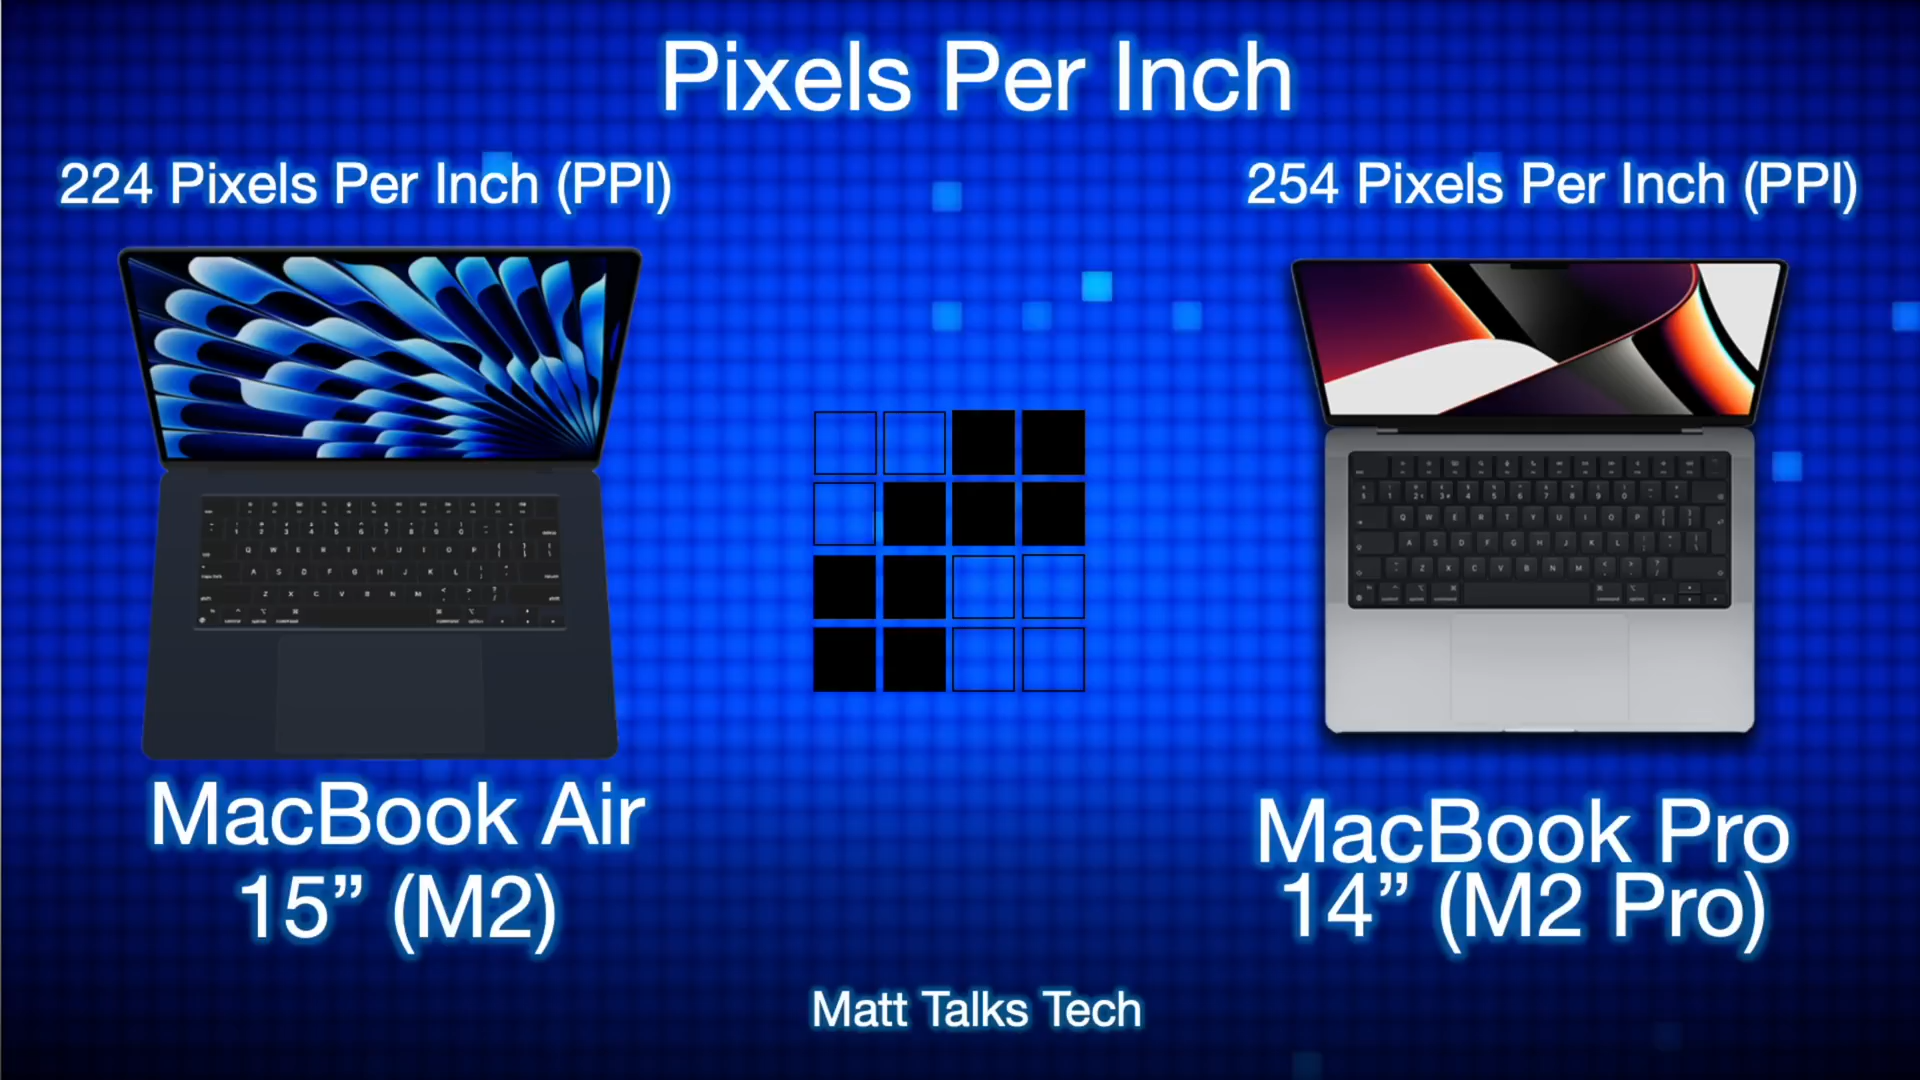 Pixels Per Inch
224 Pixels Per Inch (PPI)
254 Pixels Per Inch (PPI)
MacBook Air
15” (M2)
MacBook Pro
14” (M2 Pro)
Matt Talks Tech